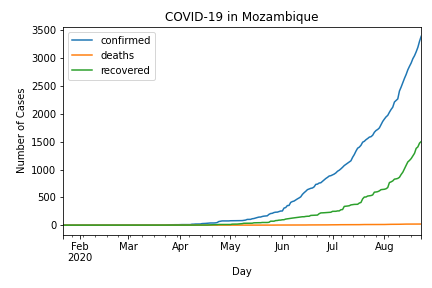 COVID-19 in Mozambique
3500
3000
2500
2000
1500
1000
500
0
Number of Cases
confirmed
deaths
recovered
Feb Mar Apr May Jun Jul Aug
2020
Day